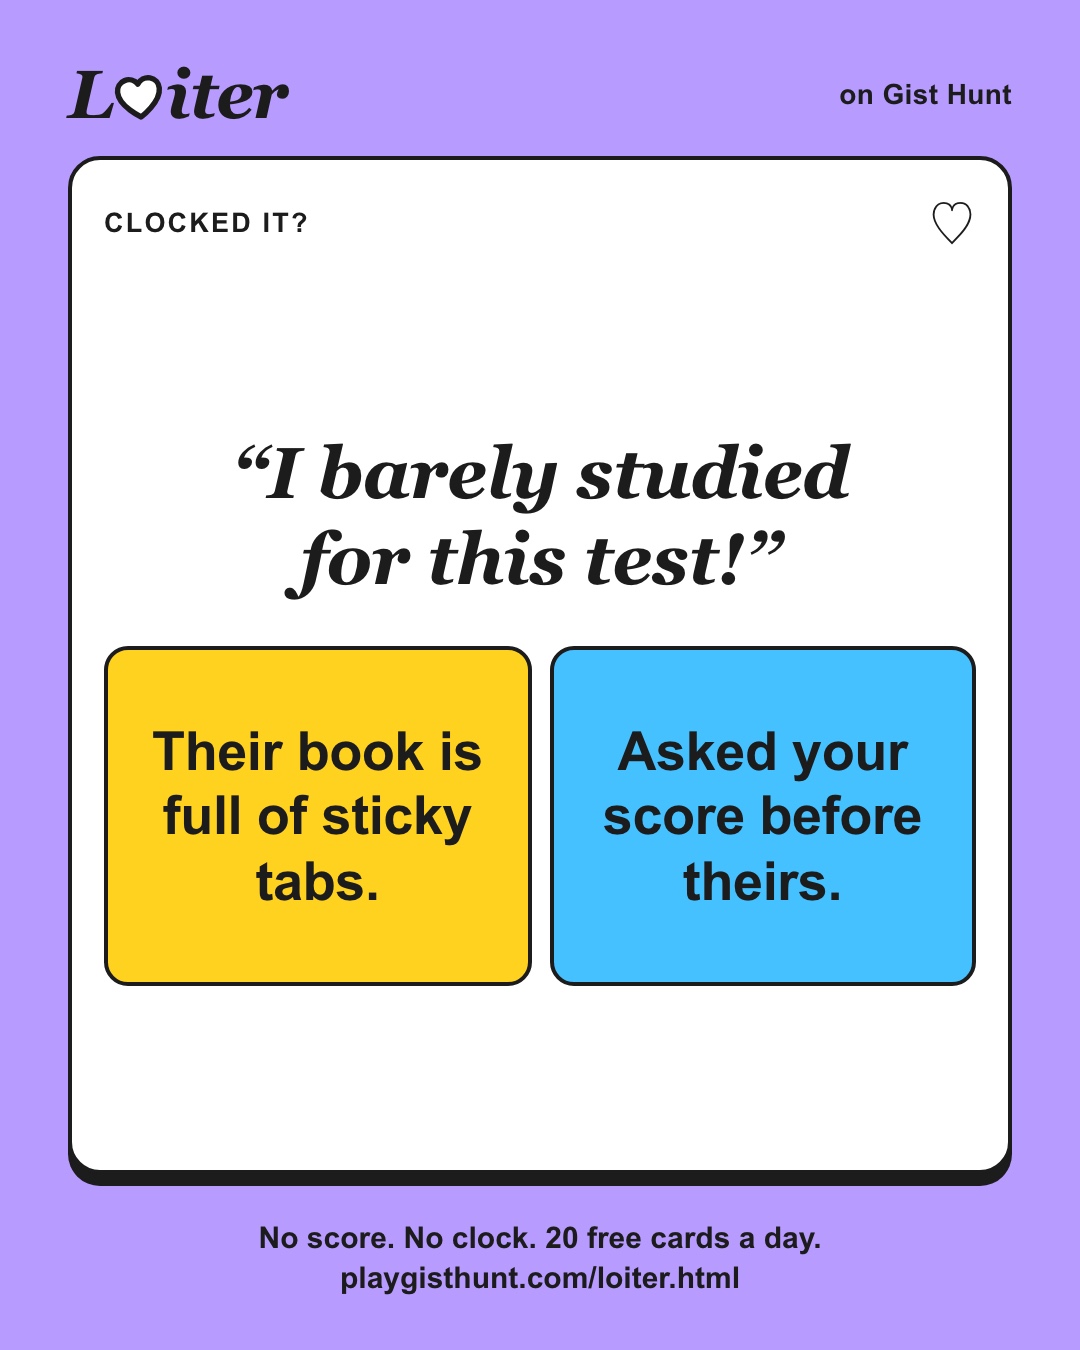 Loiter
on Gist Hunt
CLOCKED IT?
“I barely studied
for this test!”
Their book is
full of sticky
tabs.
Asked your
score before
theirs.
No score. No clock. 20 free cards a day.
playgisthunt.com/loiter.html